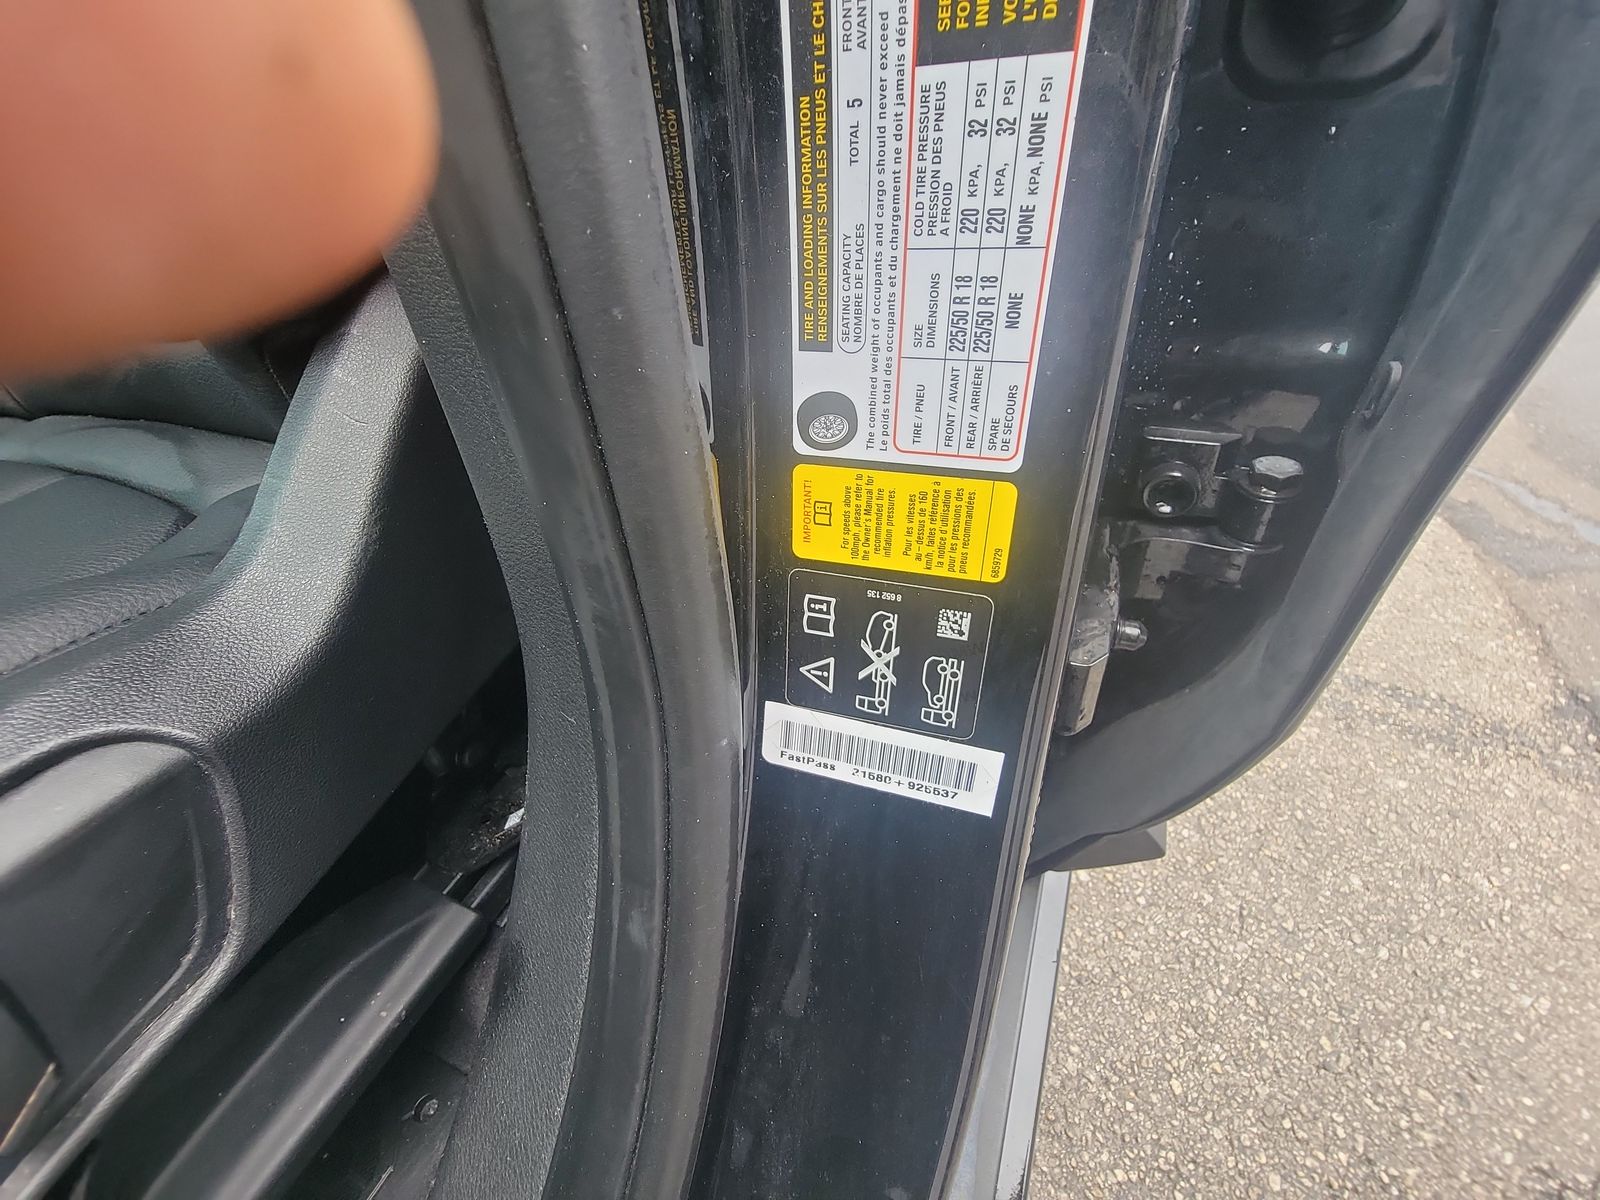 TIRE AND LOADING INFORMATION
RENSEIGNEMENTS SUR LES PNEUS ET LE CH
SEATING CAPACITY
NOMBRE DE PLACES
TOTAL 5
FRONT
AVANT
The combined weight of occupants and cargo should never exceed
Le poids total des occupants et du chargement ne doit jamais dépas
TIRE / PNEU
SIZE
DIMENSIONS
COLD TIRE PRESSURE
PRESSION DES PNEUS
A FROID
FRONT / AVANT 225/50 R 18 220 KPA, 32 PSI
REAR / ARRIÈRE 225/50 R 18 220 KPA, 32 PSI
SPARE
DE SECOURS
NONE NONE KPA, NONE PSI
SEE
IMPORTANT!
For speeds above
100mph, please refer to
the Owner's Manual for
recommended tire
inflation pressures.
Pour les vitesses
au – dessus de 160
km/h, faites référence à
la notice d'utilisation
pour les pressions des
pneus recommandées.
6859729
8 652 135
FastPass 21580+925537